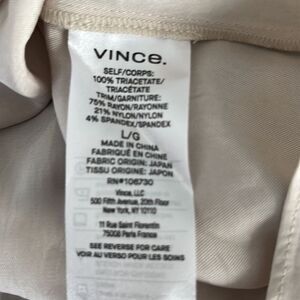 VINCE.
SELF/CORPS:
100% TRIACETATE/
TRIACÉTATE
TRIM/GARNITURE:
75% RAYON/RAYONNE
21% NYLON/NYLON
4% SPANDEX/SPANDEX
L/G
MADE IN CHINA
FABRIQUÉ EN CHINE
FABRIC ORIGIN: JAPAN
TISSU ORIGINE: JAPON
RN#106730
Vince, LLC
500 Fifth Avenue, 20th Floor
New York, NY 10110
11 Rue Saint Florentin
75008 Paris France
SEE REVERSE FOR CARE
VOIR AU VERSO POUR LES SOINS